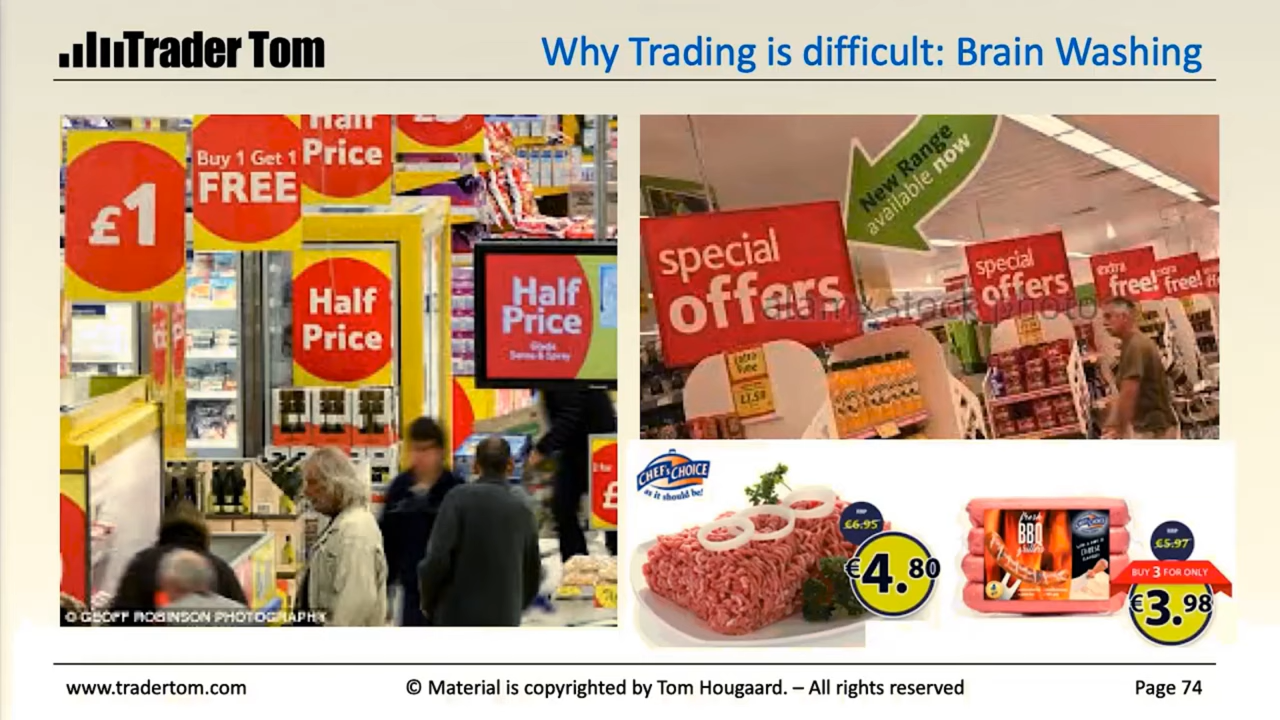 Trader Tom
Why Trading is difficult: Brain Washing
£1
Buy 1 Get 1
FREE
Half
Price
Half
Price
Half
Price
special
offers
New Range
available now
special
offers
extra
free!
free!
alamy stock photo
extra
£1.50
CHEF'S CHOICE
as it should be!
€6.95
€4.80
Fresh
BBQ
€5.97
BUY 3 FOR ONLY
€3.98
© GEOFF ROBINSON PHOTOGRAPHY
www.tradertom.com
© Material is copyrighted by Tom Hougaard. – All rights reserved
Page 74